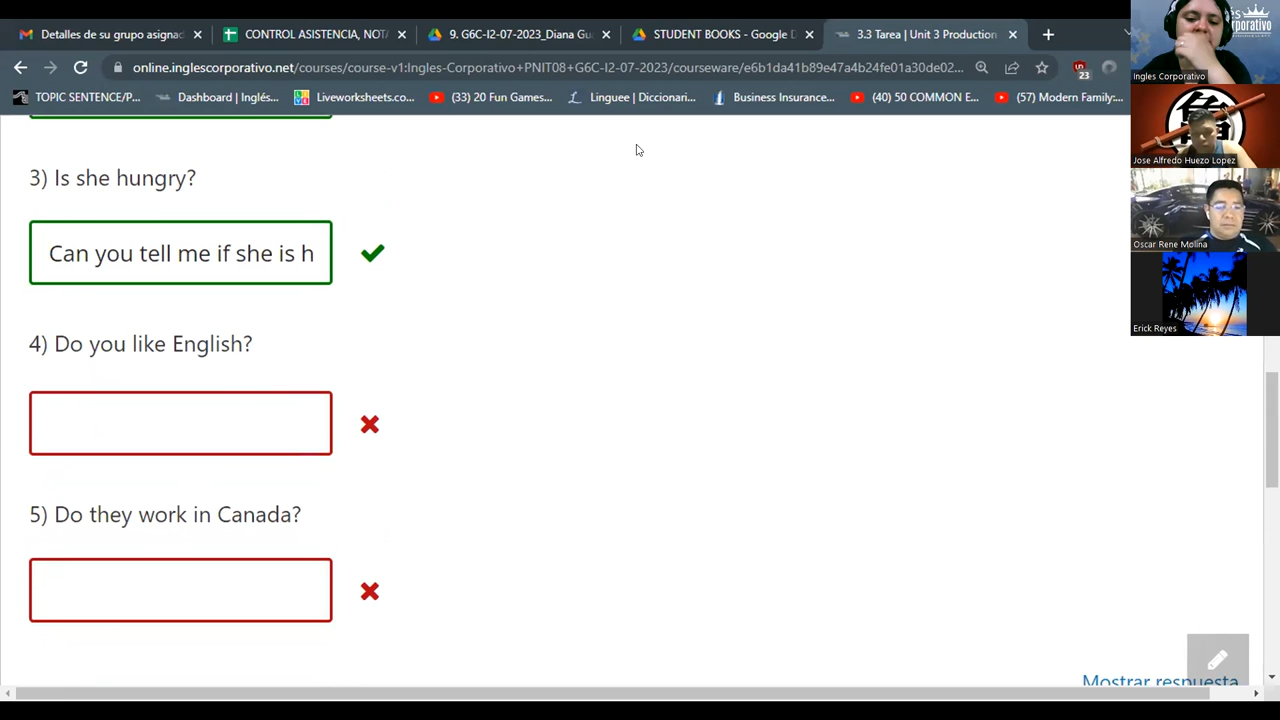 Detalles de su grupo asigna
CONTROL ASISTENCIA, NOTA
9. G6C-I2-07-2023_Diana Gu
STUDENT BOOKS - Google D
3.3 Tarea | Unit 3 Production
online.inglescorporativo.net/courses/course-v1:Ingles-Corporativo+PNIT08+G6C-I2-07-2023/courseware/e6b1da41b89e47a4b24fe01a30de02...
23
TOPIC SENTENCE/P...
Dashboard | Inglés...
Liveworksheets.co...
(33) 20 Fun Games...
Linguee | Diccionari...
Business Insurance...
(40) 50 COMMON E...
(57) Modern Family:...
3) Is she hungry?
Can you tell me if she is h
4) Do you like English?
5) Do they work in Canada?
Mostrar respuesta
Ingles Corporativo
Jose Alfredo Huezo Lopez
Oscar Rene Molina
Erick Reyes